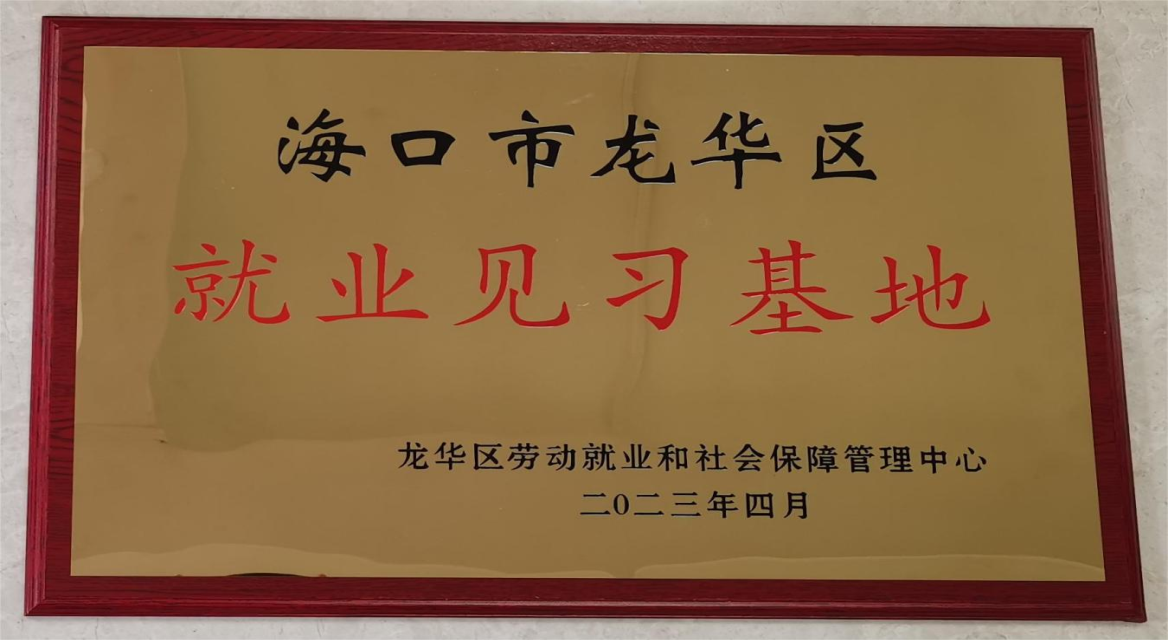 海口市龙华区
就业见习基地
龙华区劳动就业和社会保障管理中心
二0二三年四月